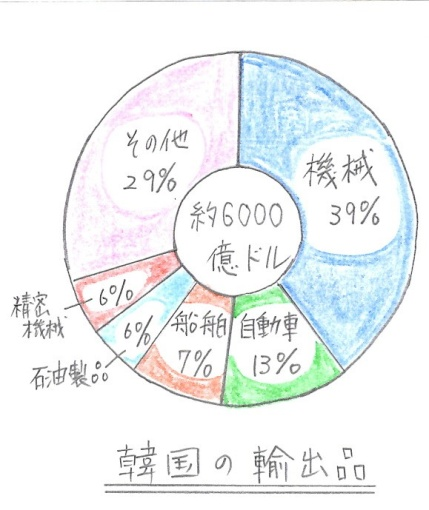 機械
39%
自動車
13%
船舶
7%
6%
石油製品
6%
精密
機械
その他
29%
約6000
億ドル
韓国の輸出品